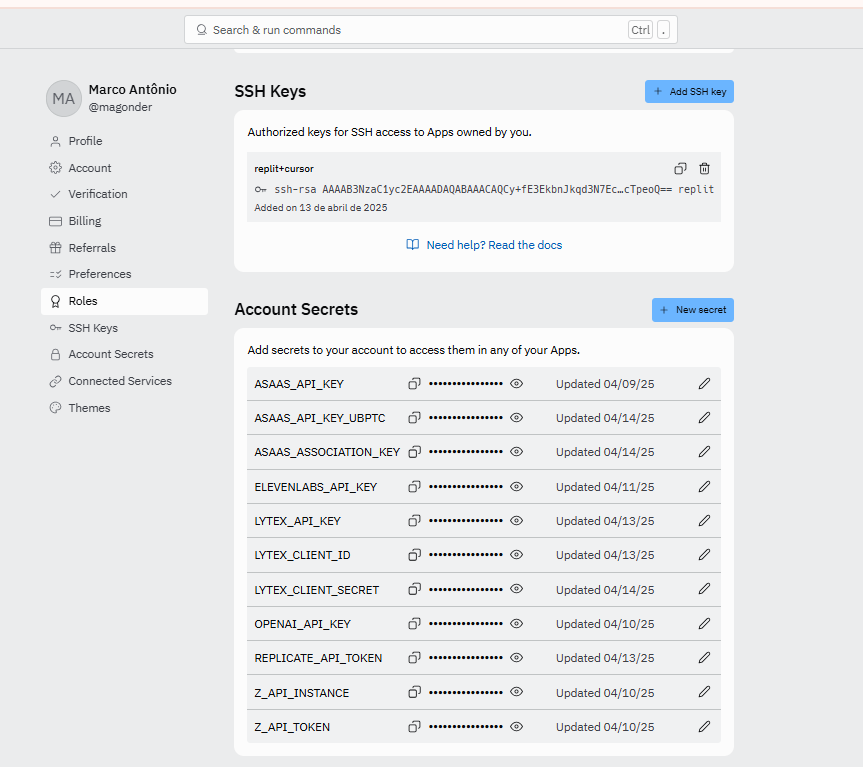 Search & run commands Ctrl .
MA Marco Antônio
@magonder
Profile
Account
Verification
Billing
Referrals
Preferences
Roles
SSH Keys
Account Secrets
Connected Services
Themes
SSH Keys + Add SSH key
Authorized keys for SSH access to Apps owned by you.
replit+cursor
ssh-rsa AAAAB3NzaC1yc2EAAAADAQABAAACAQCy+fE3EkbnJkqd3N7Ec…cTpeoQ== replit
Added on 13 de abril de 2025
Need help? Read the docs
Account Secrets + New secret
Add secrets to your account to access them in any of your Apps.
ASAAS_API_KEY •••••••••••••••• Updated 04/09/25
ASAAS_API_KEY_UBPTC •••••••••••••••• Updated 04/14/25
ASAAS_ASSOCIATION_KEY •••••••••••••••• Updated 04/14/25
ELEVENLABS_API_KEY •••••••••••••••• Updated 04/11/25
LYTEX_API_KEY •••••••••••••••• Updated 04/13/25
LYTEX_CLIENT_ID •••••••••••••••• Updated 04/13/25
LYTEX_CLIENT_SECRET •••••••••••••••• Updated 04/14/25
OPENAI_API_KEY •••••••••••••••• Updated 04/10/25
REPLICATE_API_TOKEN •••••••••••••••• Updated 04/13/25
Z_API_INSTANCE •••••••••••••••• Updated 04/10/25
Z_API_TOKEN •••••••••••••••• Updated 04/10/25